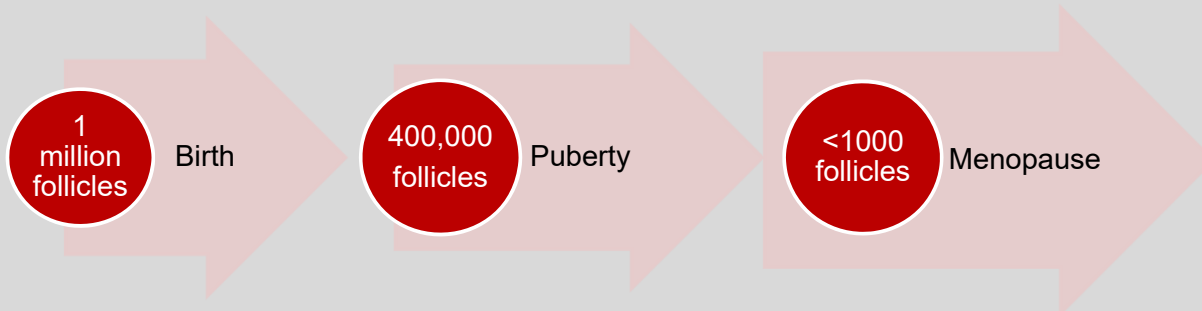 1
million
follicles
Birth
400,000
follicles
Puberty
<1000
follicles
Menopause